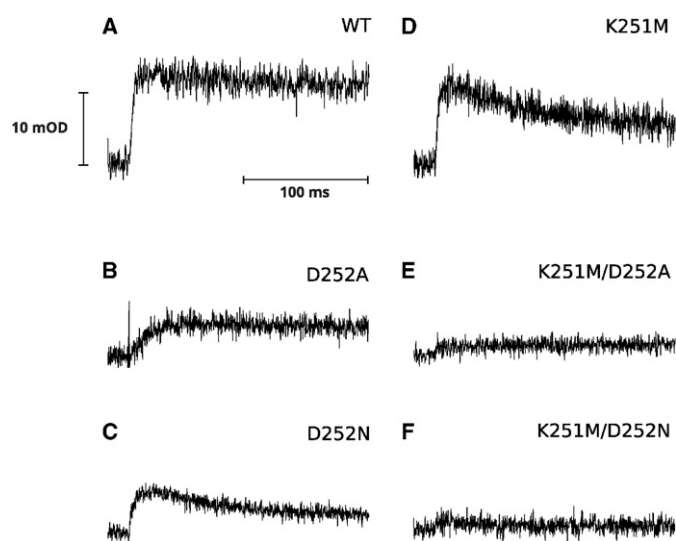 A WT
10 mOD
100 ms
D K251M
B D252A
E K251M/D252A
C D252N
F K251M/D252N